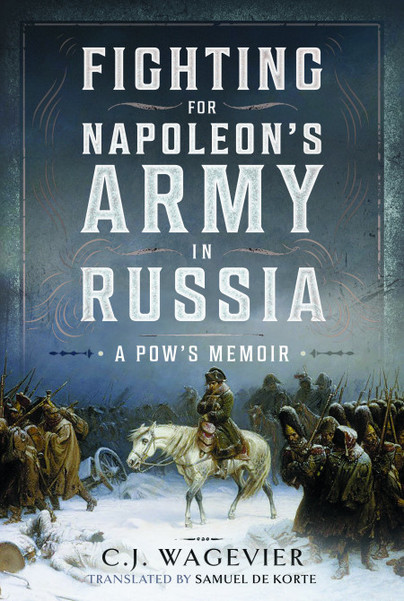 FIGHTING
FOR
NAPOLEON'S
ARMY
IN
RUSSIA
A POW'S MEMOIR
C.J. WAGEVIER
TRANSLATED BY SAMUEL DE KORTE